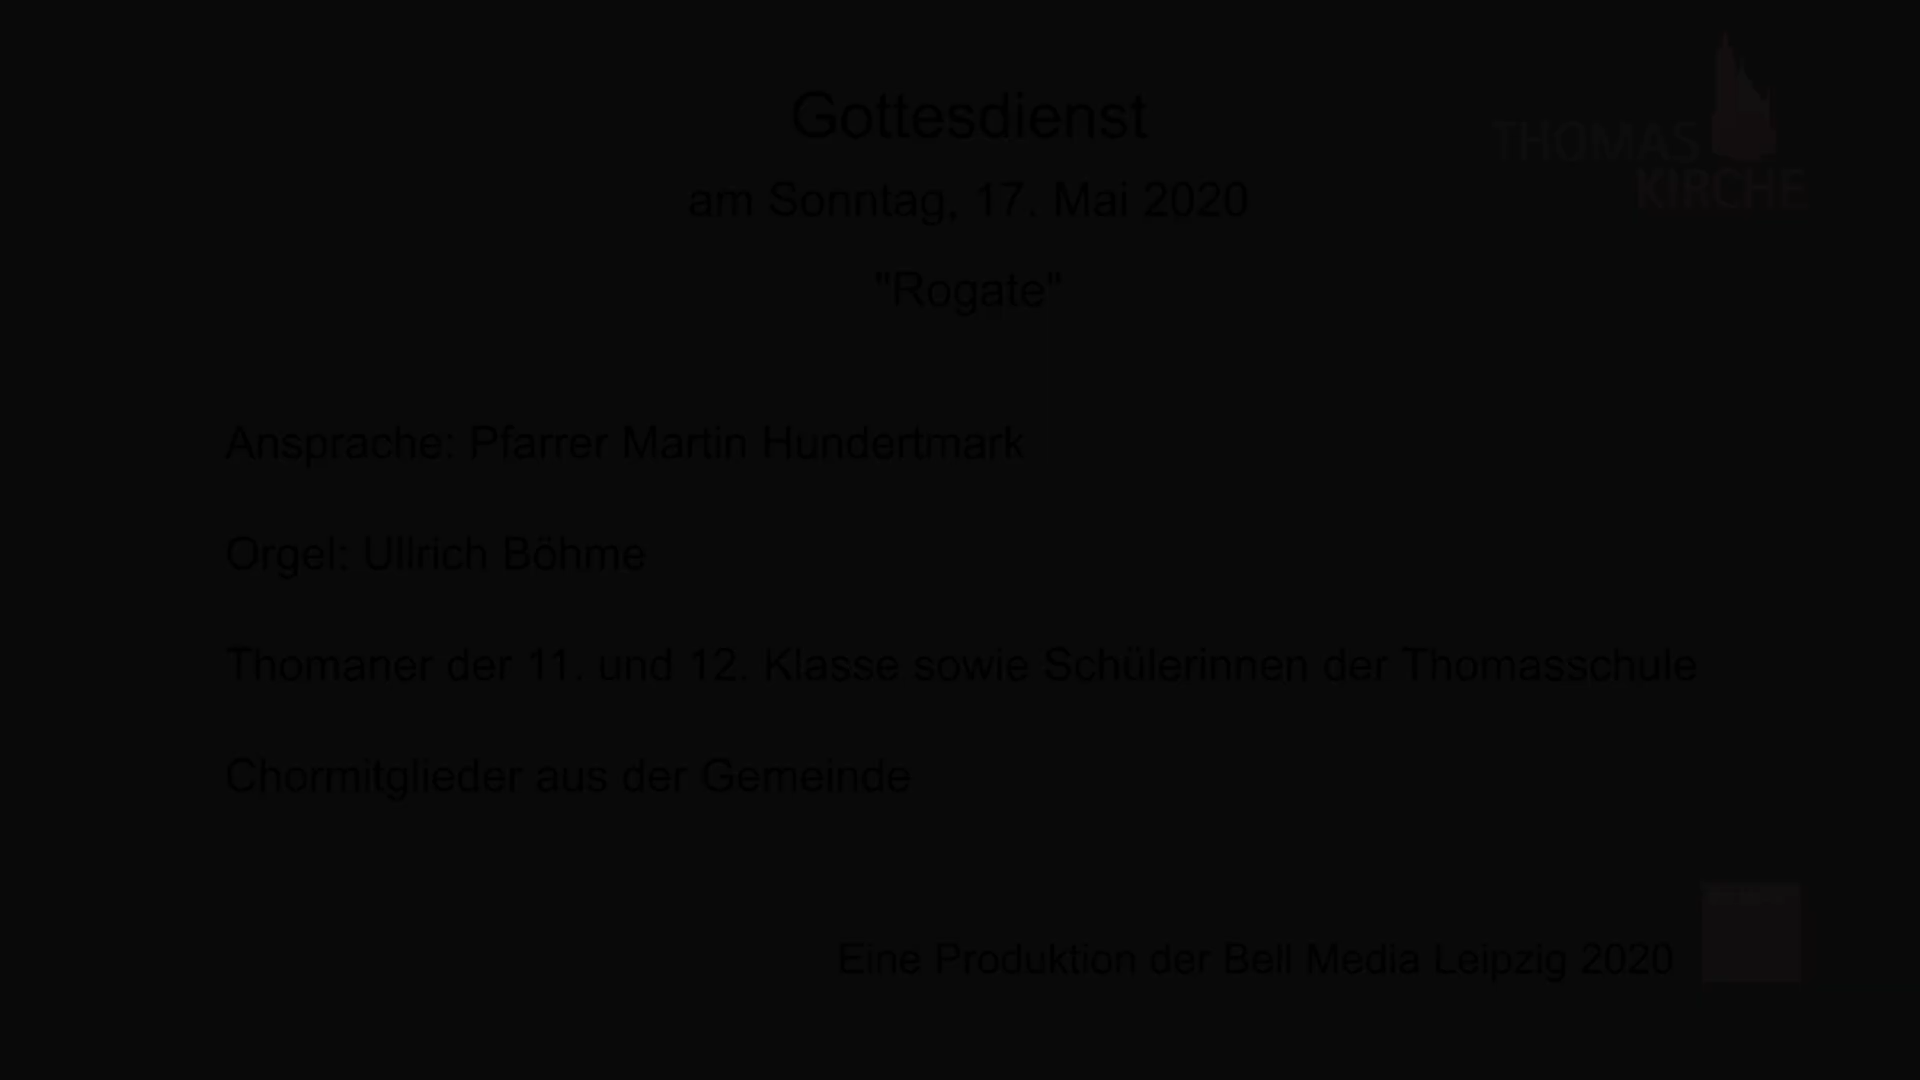 Gottesdienst
THOMAS
KIRCHE
am Sonntag, 17. Mai 2020
"Rogate"
Ansprache: Pfarrer Martin Hundertmark
Orgel: Ullrich Böhme
Thomaner der 11. und 12. Klasse sowie Schülerinnen der Thomasschule
Chormitglieder aus der Gemeinde
Eine Produktion der Bell Media Leipzig 2020